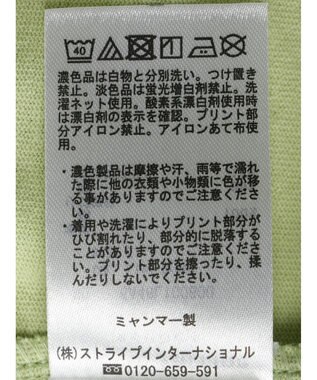 40
濃色品は白物と分別洗い。つけ置き
禁止。淡色品は蛍光増白剤禁止。洗
濯ネット使用。酸素系漂白剤使用時
は漂白剤の表示を確認。プリント部
分アイロン禁止。アイロンあて布使
用。
・濃色製品は摩擦や汗、雨等で濡れ
た際に他の衣類や小物類に色が移
る事がありますのでご注意くださ
い。
・着用や洗濯によりプリント部分が
ひび割れたり、部分的に脱落する
ことがありますのでご注意くださ
い。プリント部分を擦ったり、揉
んだりしないでください。
ミャンマー製
(株)ストライプインターナショナル
0120-659-591